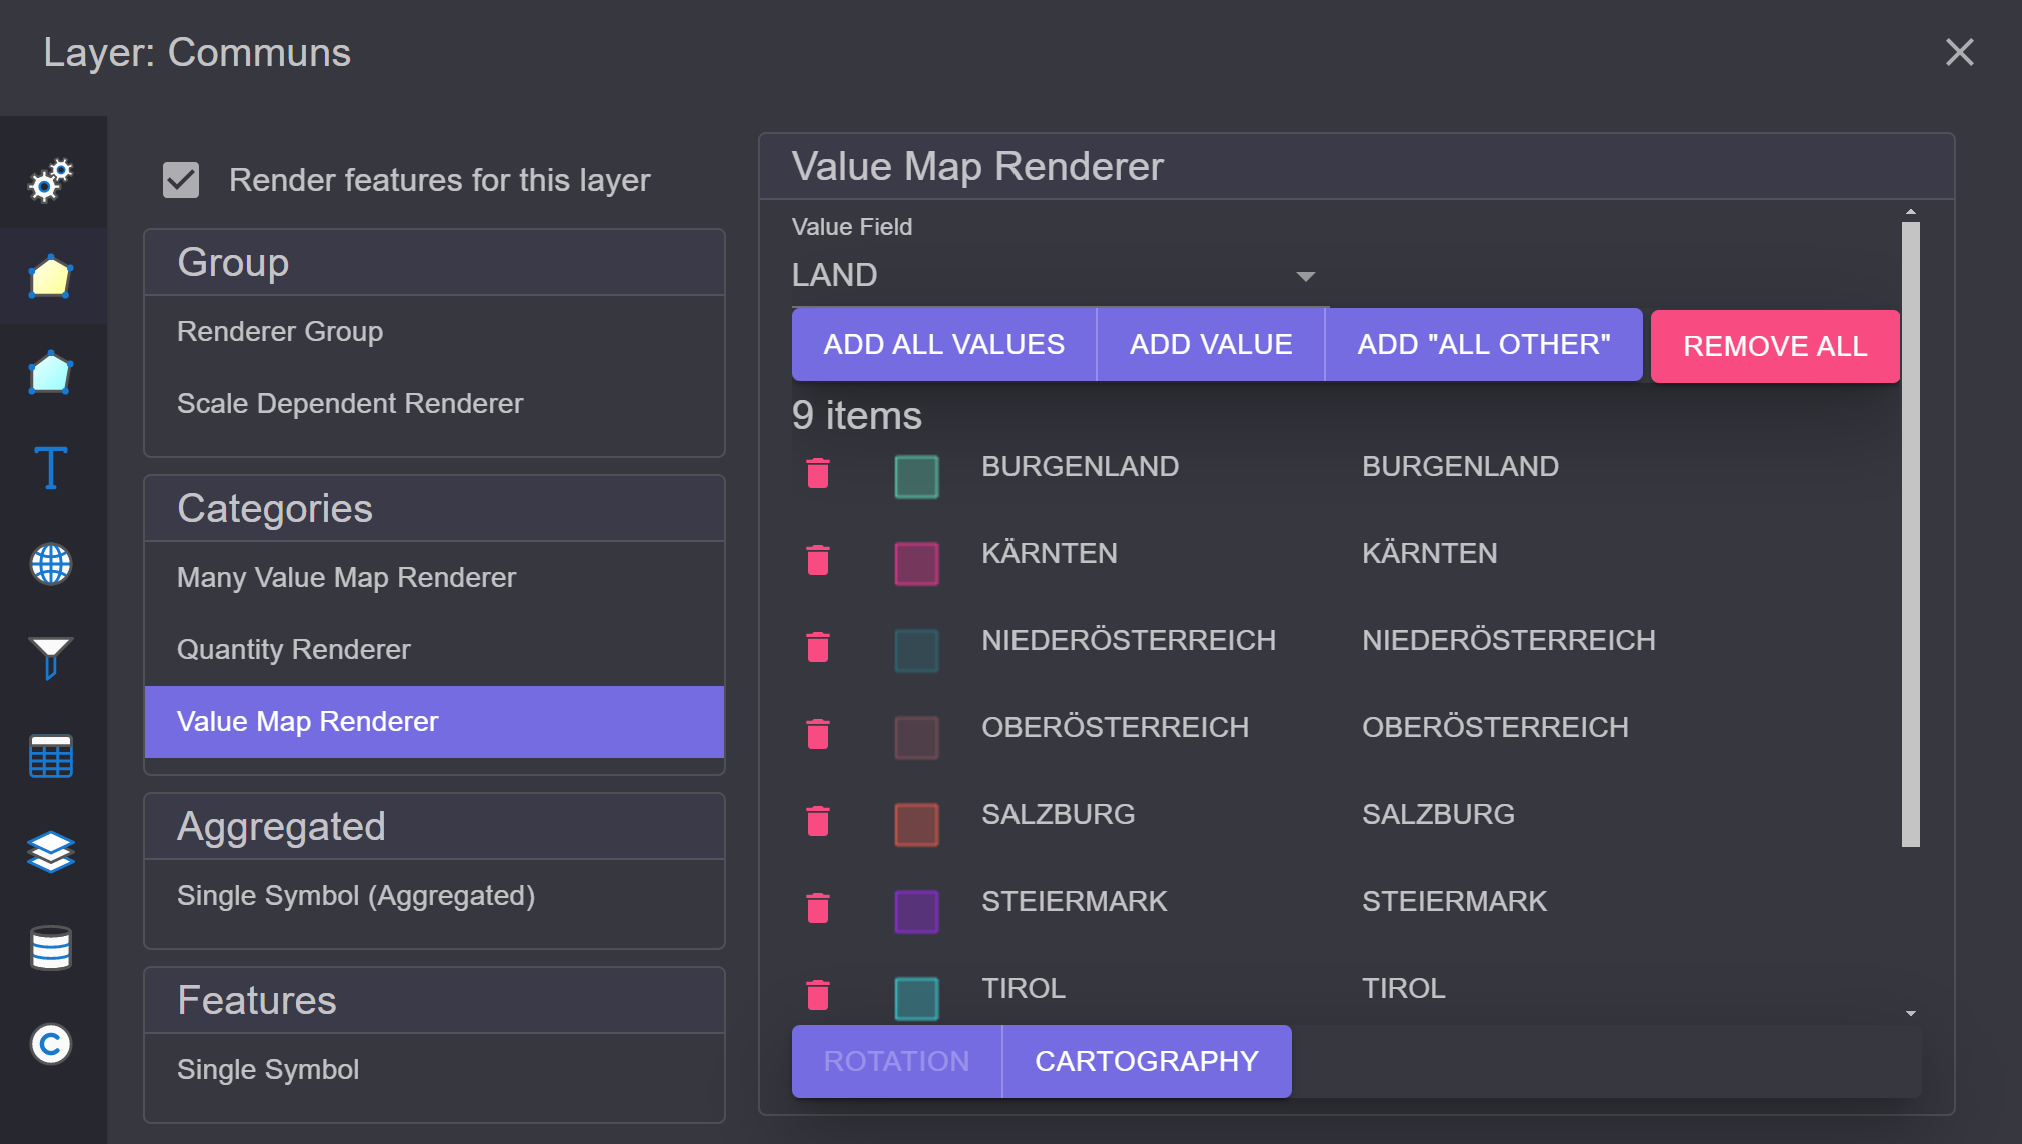 Layer: Communs
Render features for this layer
Group
Renderer Group
Scale Dependent Renderer
Categories
Many Value Map Renderer
Quantity Renderer
Value Map Renderer
Aggregated
Single Symbol (Aggregated)
Features
Single Symbol
Value Map Renderer
Value Field
LAND
ADD ALL VALUES ADD VALUE ADD "ALL OTHER" REMOVE ALL
9 items
BURGENLAND BURGENLAND
KÄRNTEN KÄRNTEN
NIEDERÖSTERREICH NIEDERÖSTERREICH
OBERÖSTERREICH OBERÖSTERREICH
SALZBURG SALZBURG
STEIERMARK STEIERMARK
TIROL TIROL
ROTATION CARTOGRAPHY